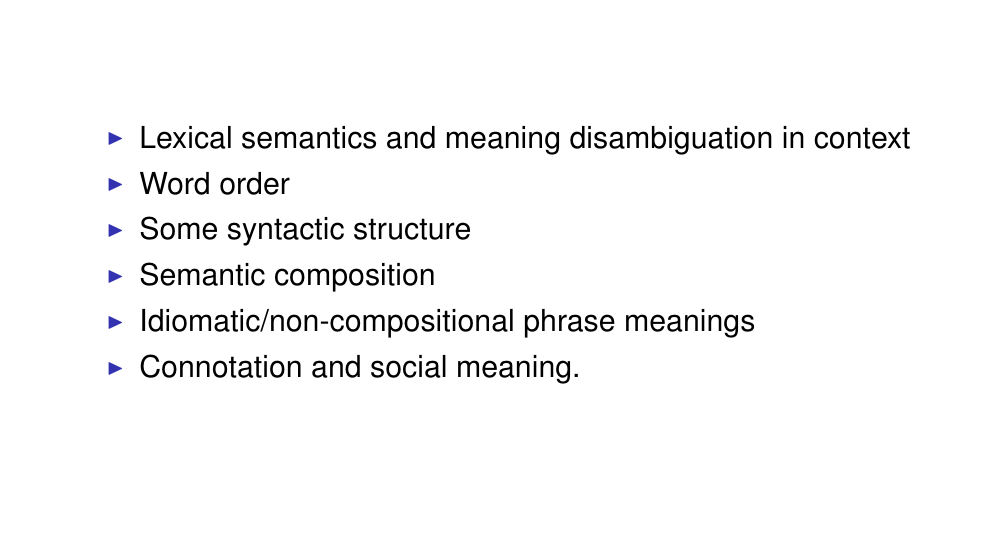 ▶ Lexical semantics and meaning disambiguation in context
▶ Word order
▶ Some syntactic structure
▶ Semantic composition
▶ Idiomatic/non-compositional phrase meanings
▶ Connotation and social meaning.